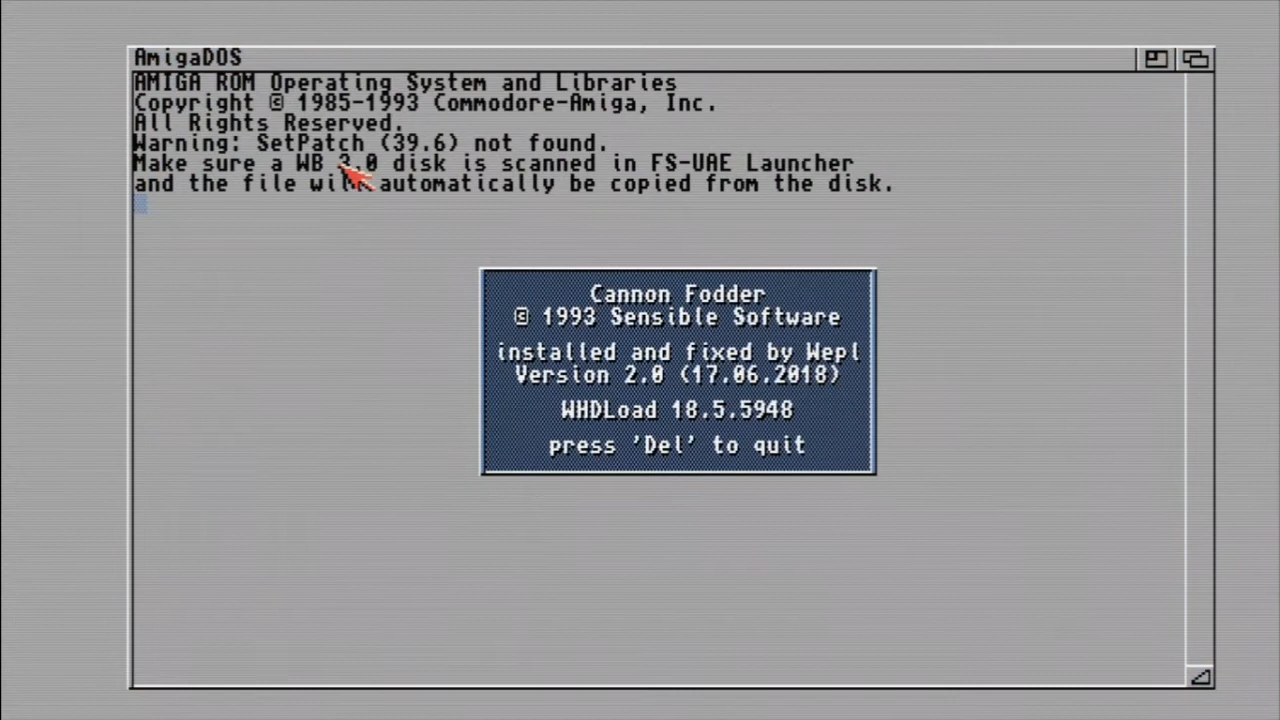 AmigaDOS
AMIGA ROM Operating System and Libraries
Copyright © 1985-1993 Commodore-Amiga, Inc.
All Rights Reserved.
Warning: SetPatch (39.6) not found.
Make sure a WB 3.0 disk is scanned in FS-UAE Launcher
and the file will automatically be copied from the disk.
Cannon Fodder
© 1993 Sensible Software
installed and fixed by Wepl
Version 2.0 (17.06.2018)
WHDLoad 18.5.5948
press 'Del' to quit